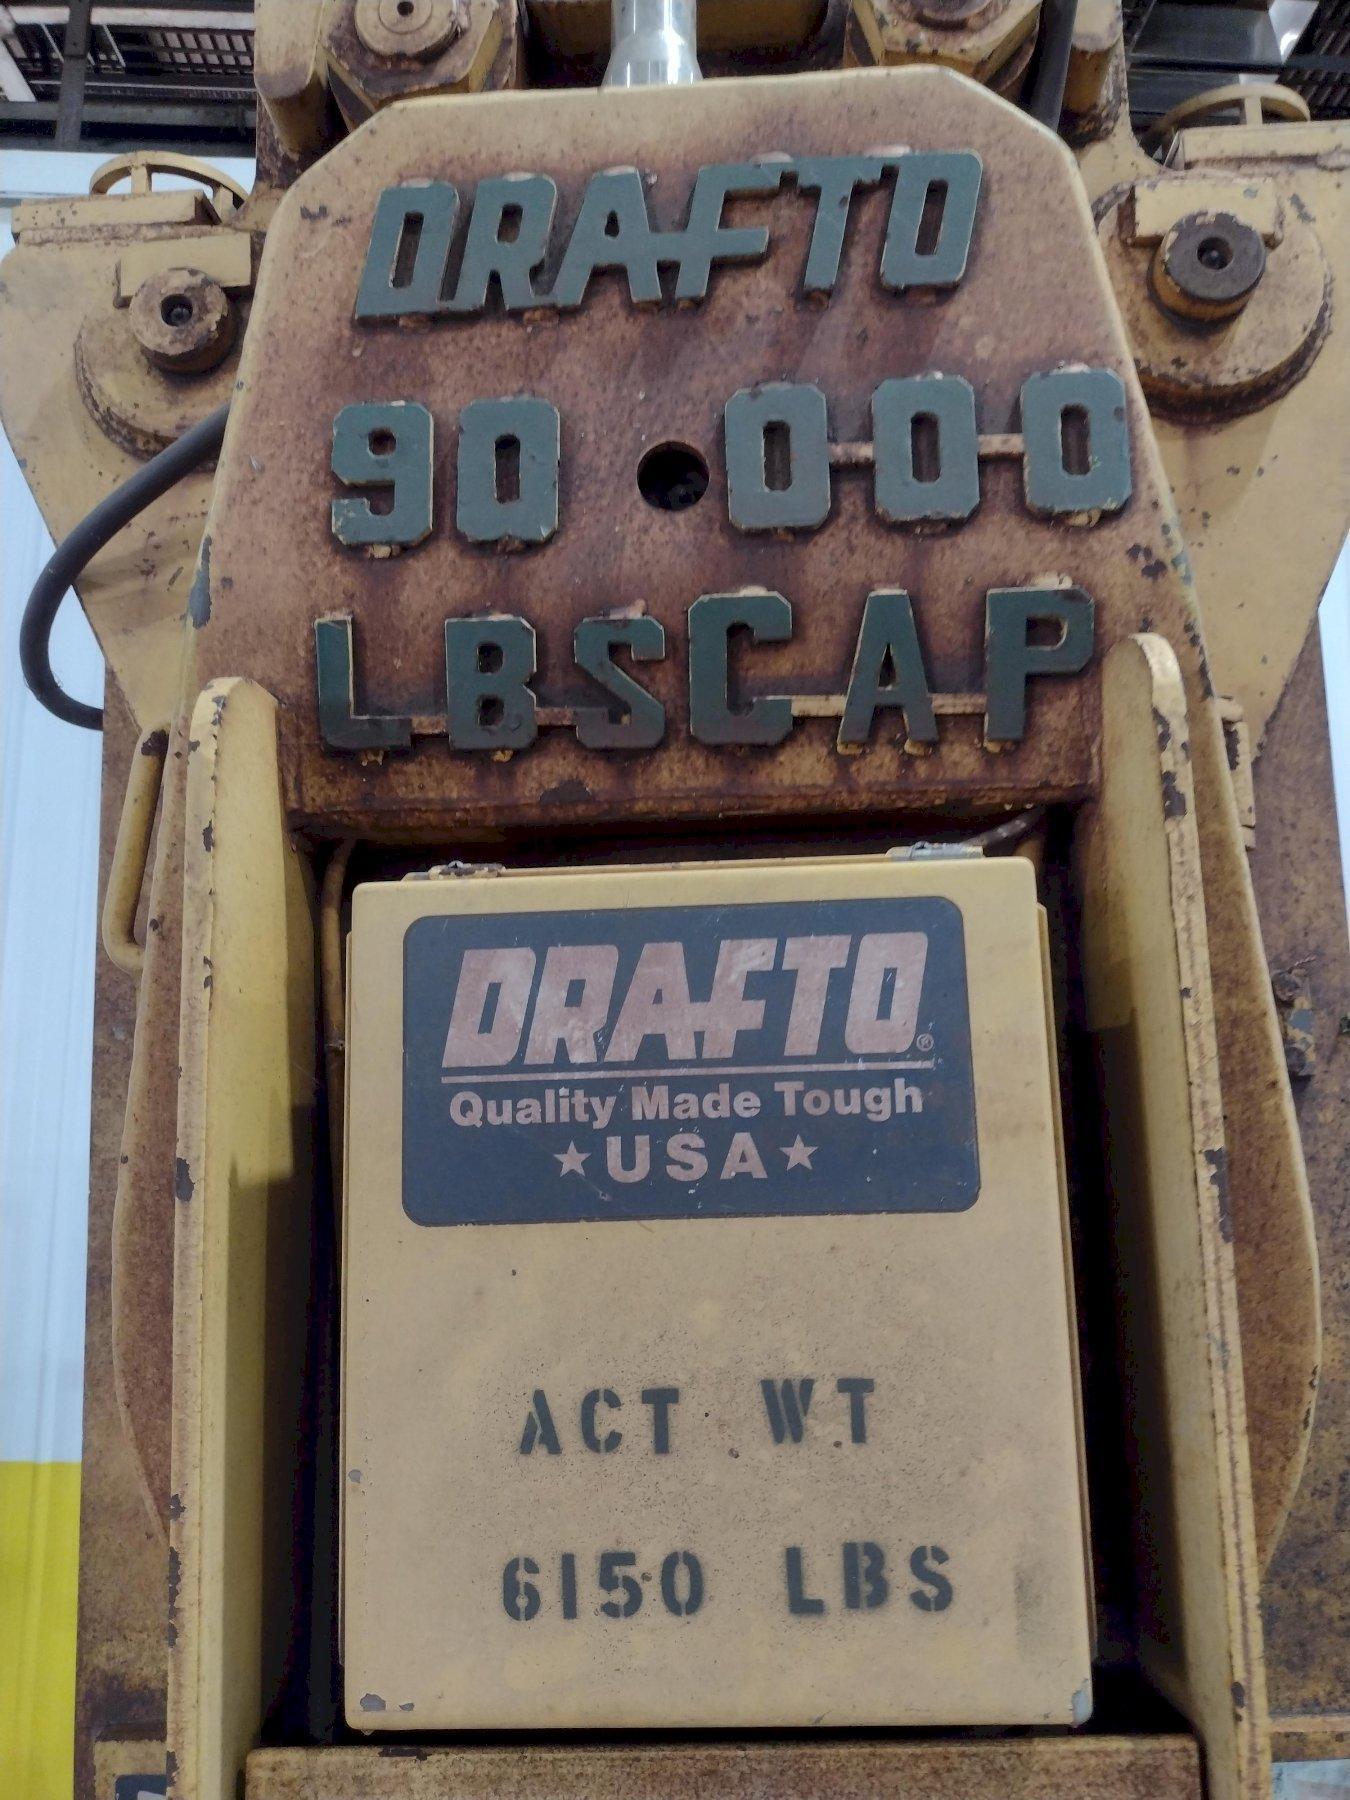 DRAFTO
90 000
LBS CAP
DRAFTO®
Quality Made Tough
★USA★
ACT WT
6150 LBS